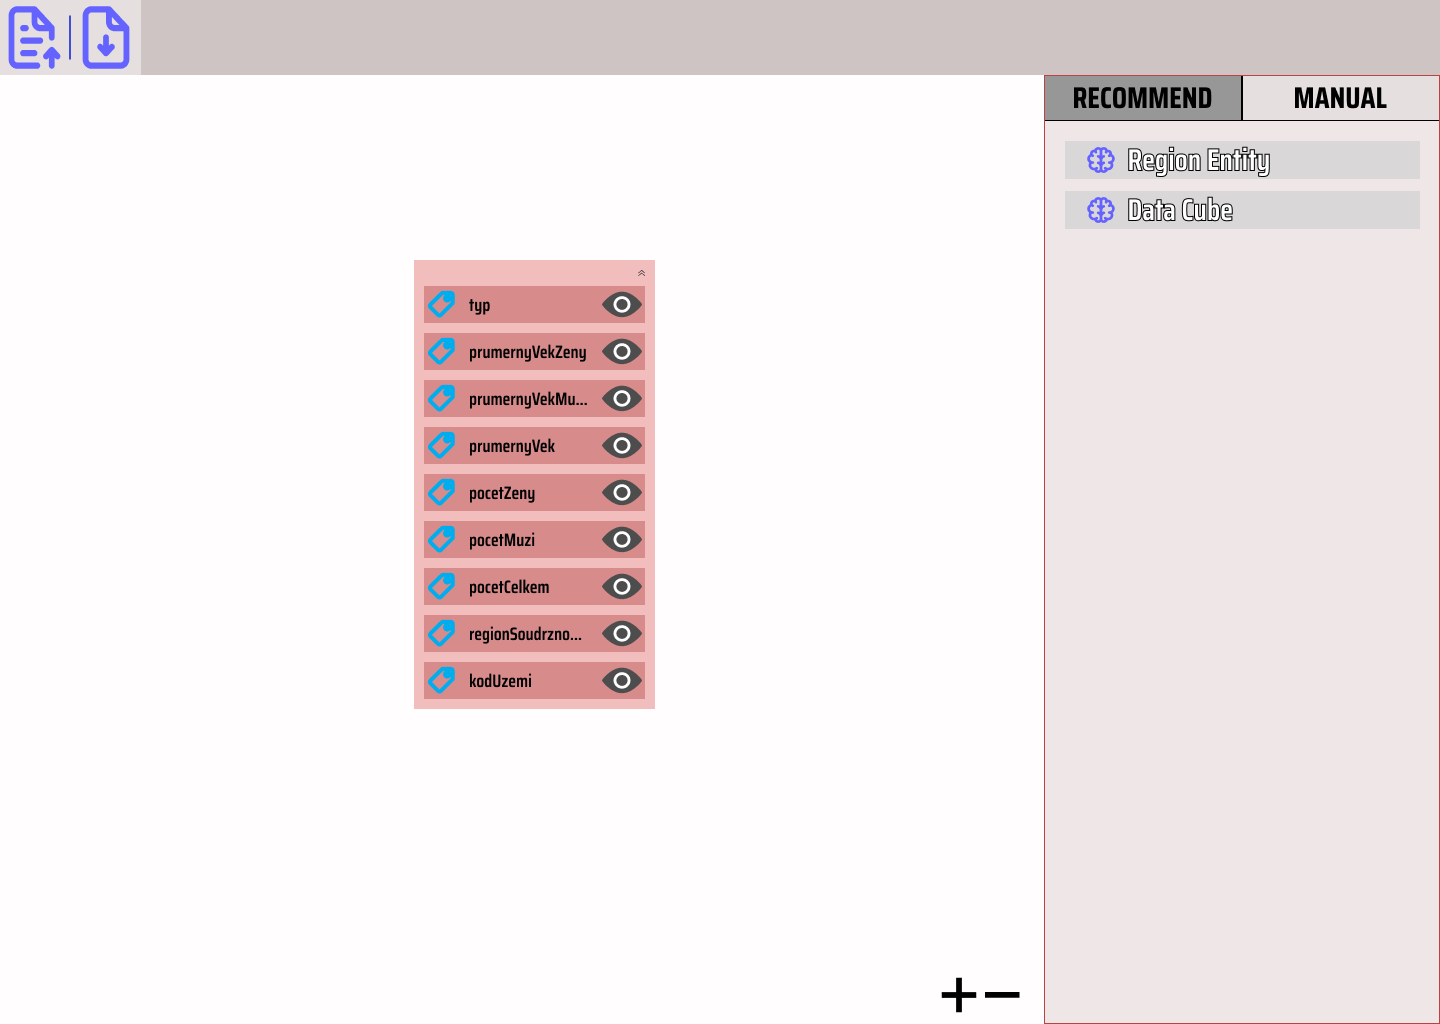 RECOMMEND
MANUAL
Region Entity
Data Cube
typ
prumernyVekZeny
prumernyVekMu...
prumernyVek
pocetZeny
pocetMuzi
pocetCelkem
regionSoudrzno...
kodUzemi